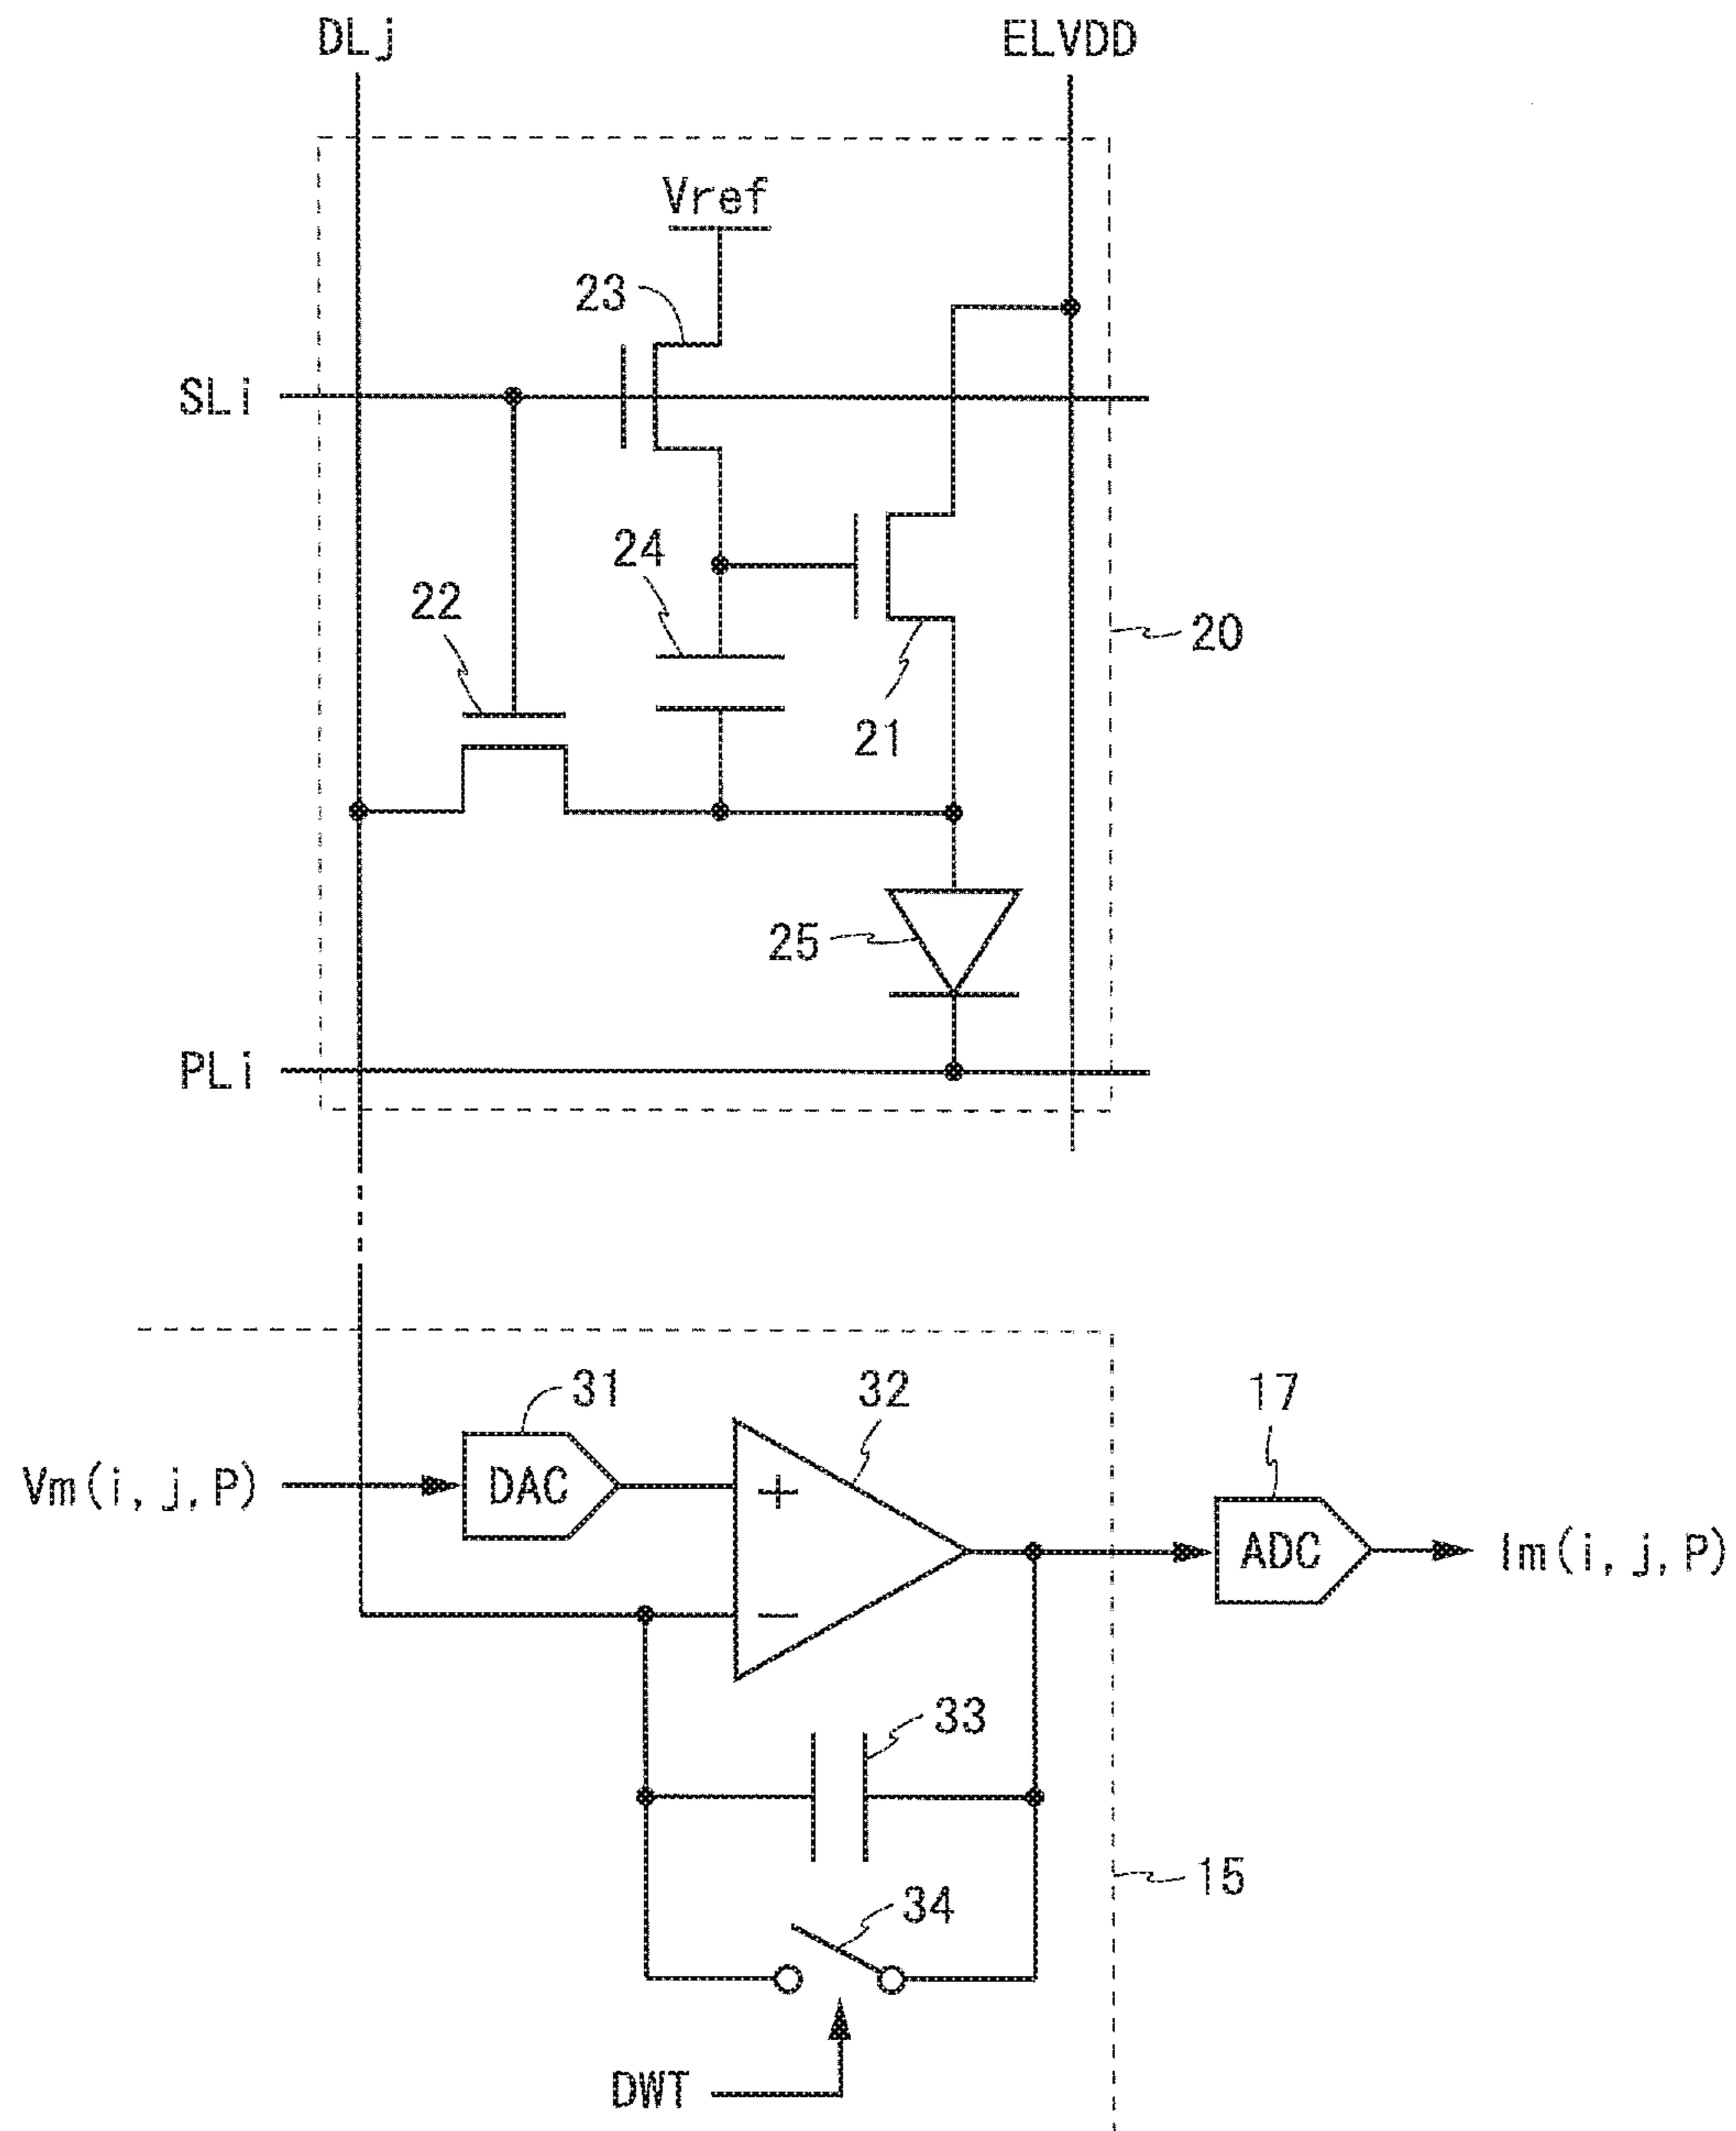 DLj
ELVDD
Vref
23
SLi
24
22
20
21
25
PLi
31
32
17
Vm(i, j, P)
DAC
+
ADC
Im(i, j, P)
−
33
15
34
DWT